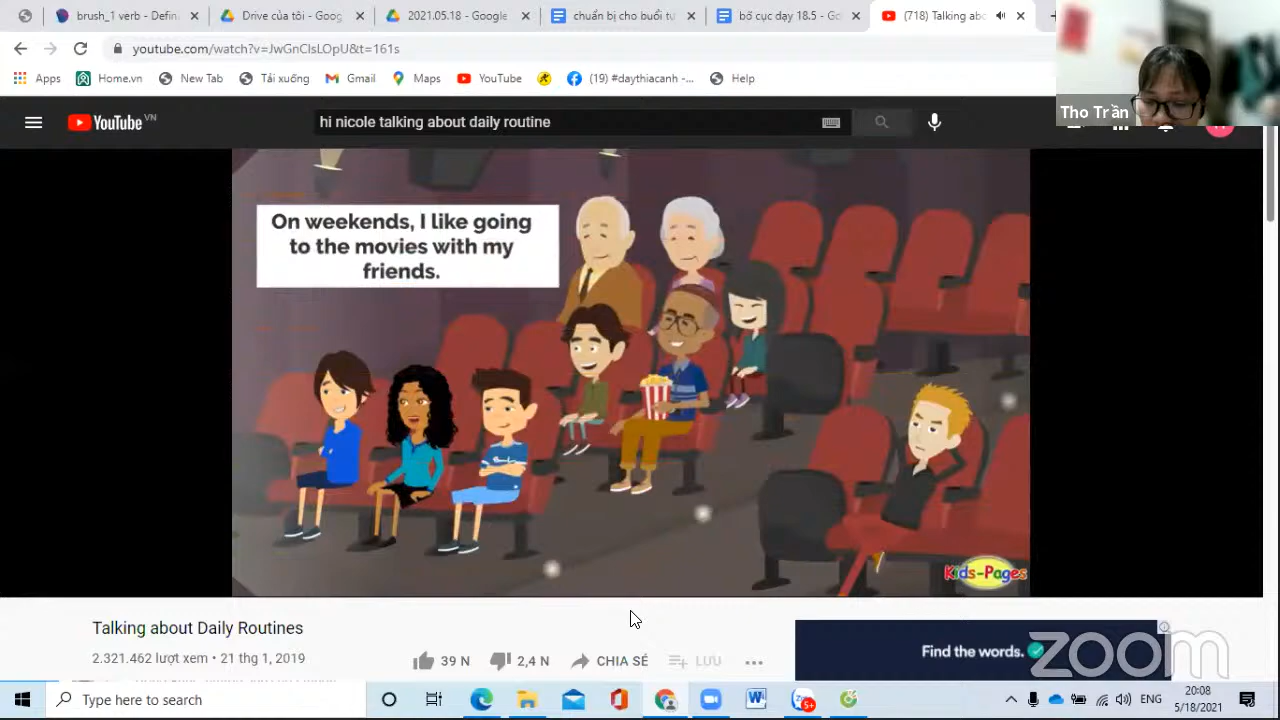 brush_1 verb - Defin
Drive của tôi - Goog
2021.05.18 - Google
chuẩn bị cho buổi tư
bố cục dạy 18.5 - Go
(718) Talking abo
youtube.com/watch?v=JwGnClsLOpU&t=161s
Apps
Home.vn
New Tab
Tải xuống
Gmail
Maps
YouTube
(19) #daythiacanh -...
Help
Tho Trần
YouTube VN
hi nicole talking about daily routine
On weekends, I like going
to the movies with my
friends.
Kids-Pages
Talking about Daily Routines
2.321.462 lượt xem • 21 thg 1, 2019
39 N
2,4 N
CHIA SẺ
LƯU
Find the words.
zoom
Type here to search
5+
ENG
20:08
5/18/2021